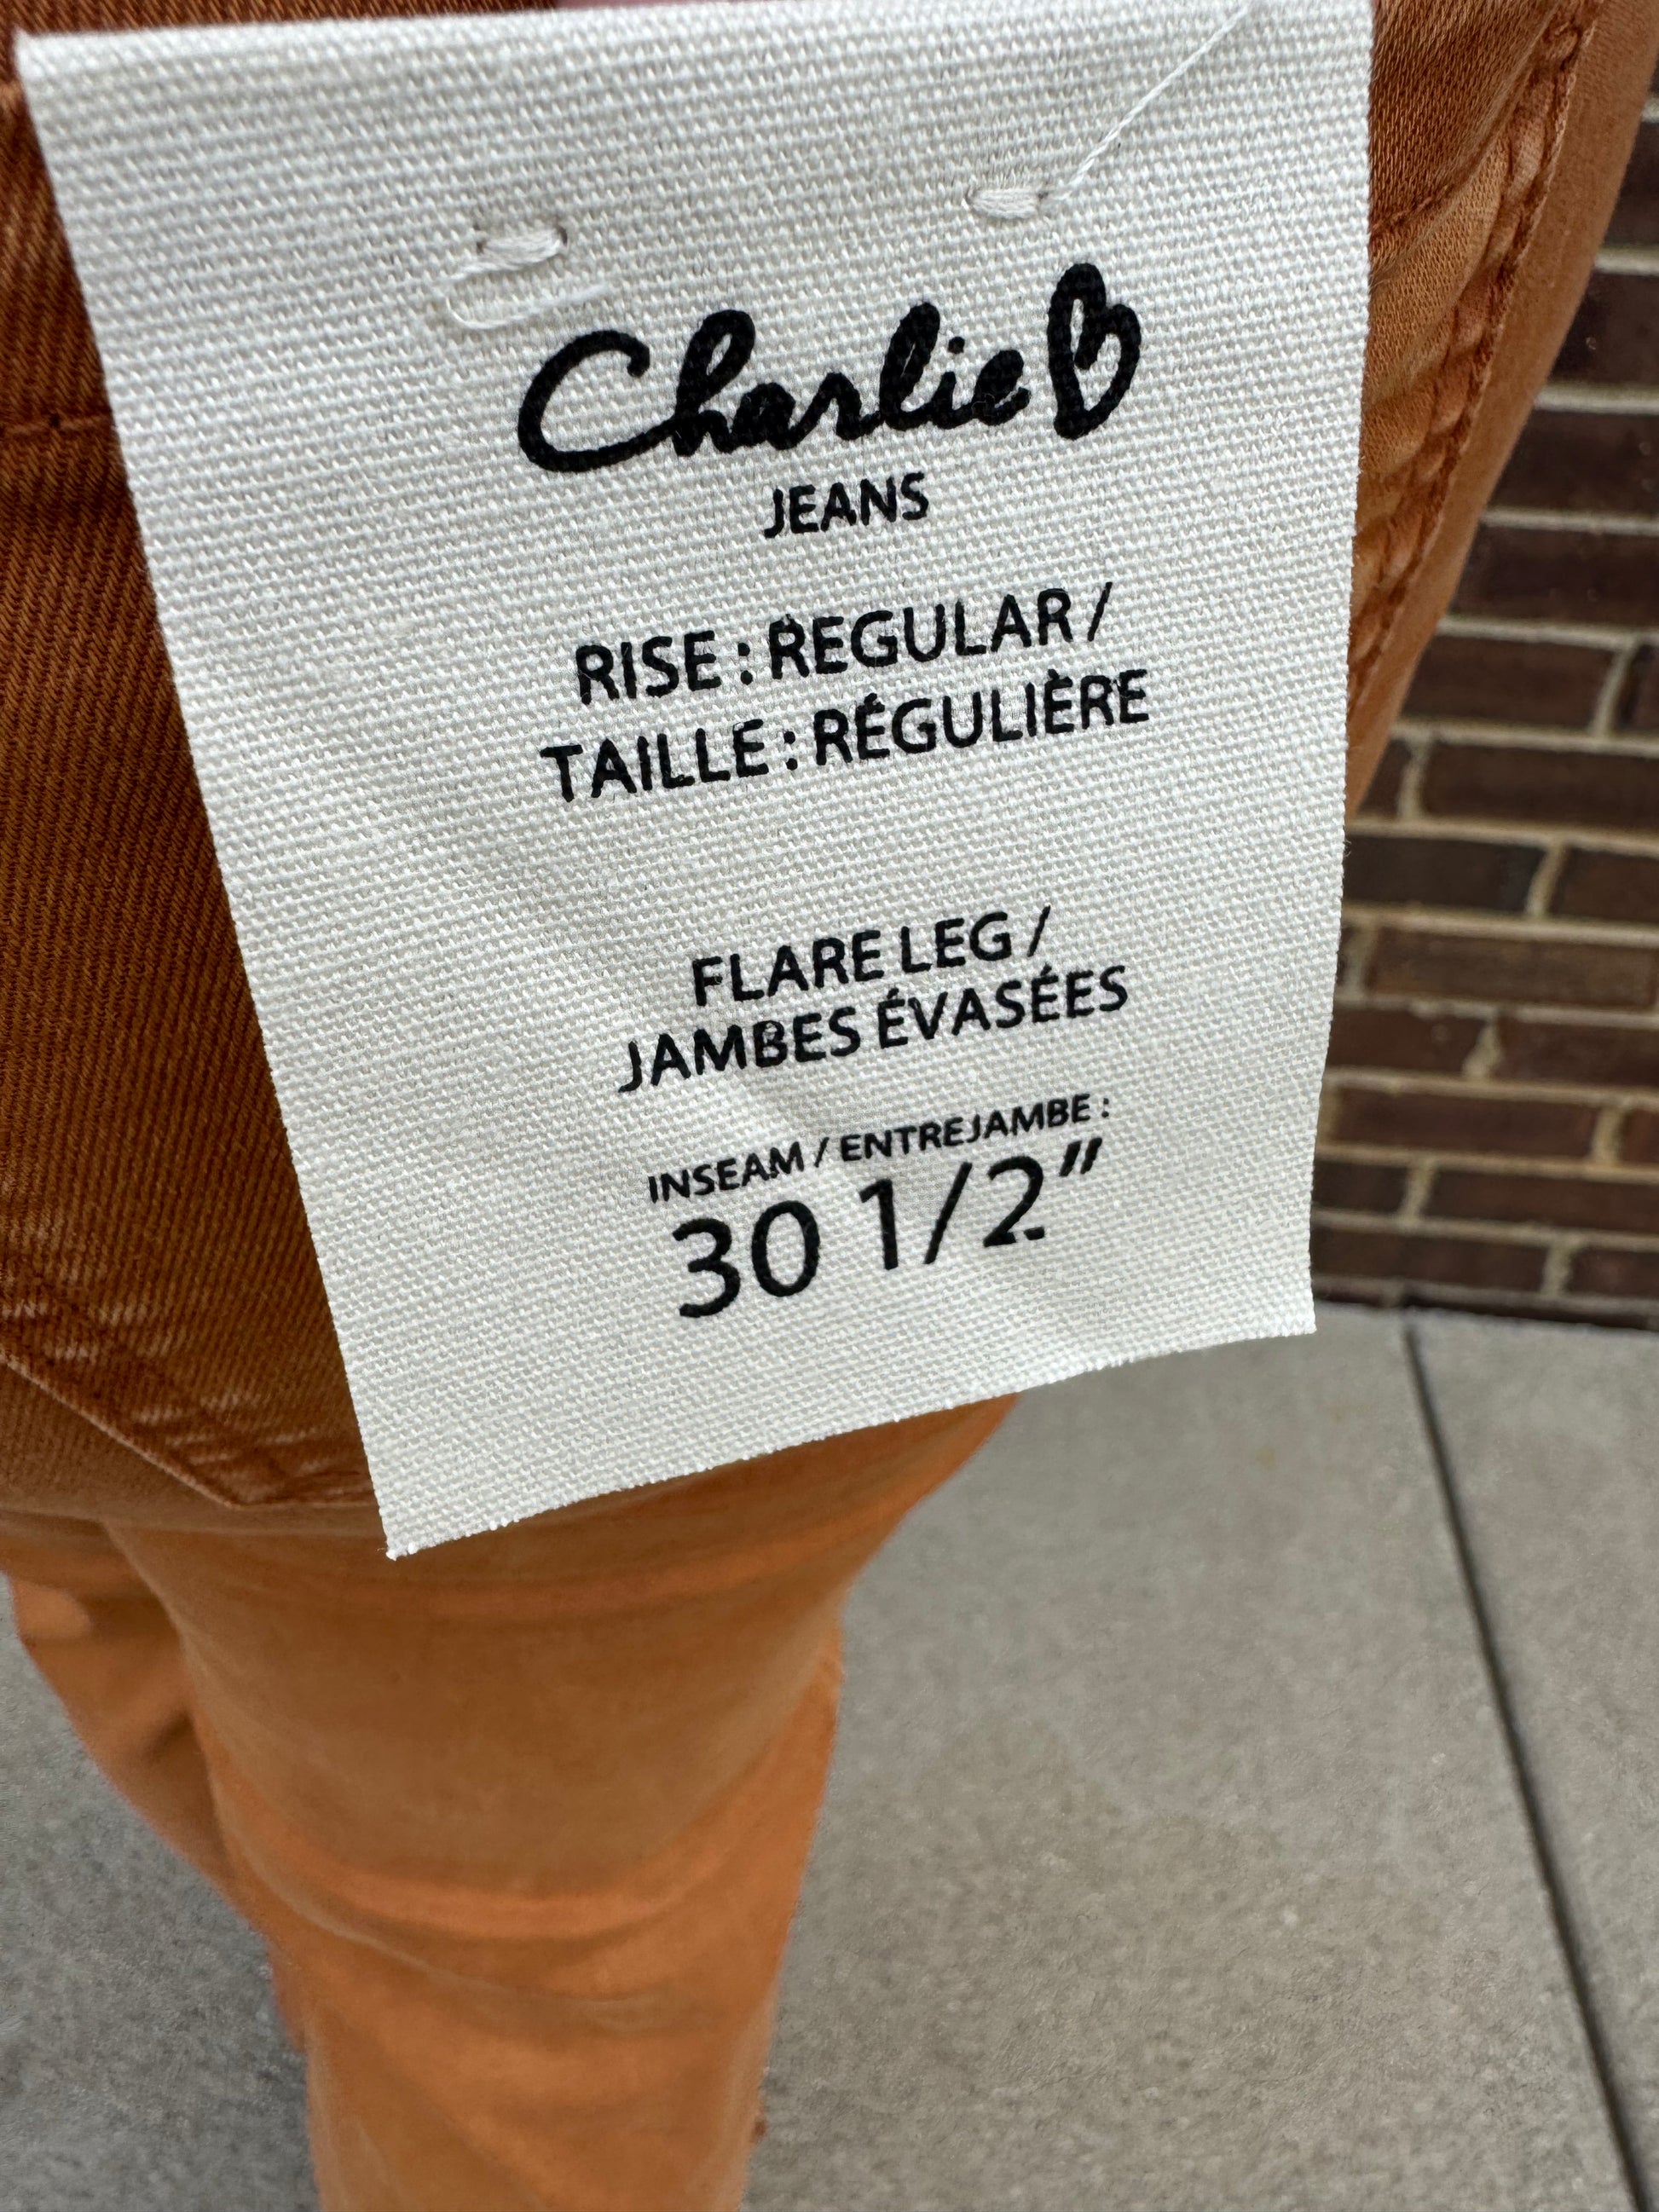 Charlie B
JEANS
RISE : REGULAR /
TAILLE : RÉGULIÈRE
FLARE LEG /
JAMBES ÉVASÉES
INSEAM / ENTREJAMBE :
30 1/2"